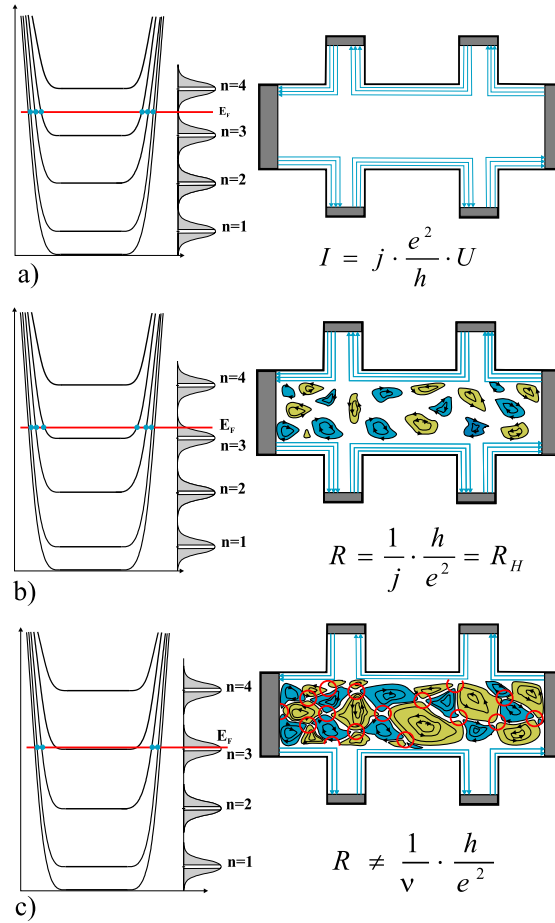 n=4
E_F
n=3
n=2
n=1
I = j · e²/h · U
a)
n=4
E_F
n=3
n=2
n=1
R = 1/j · h/e² = R_H
b)
n=4
E_F
n=3
n=2
n=1
R ≠ 1/ν · h/e²
c)